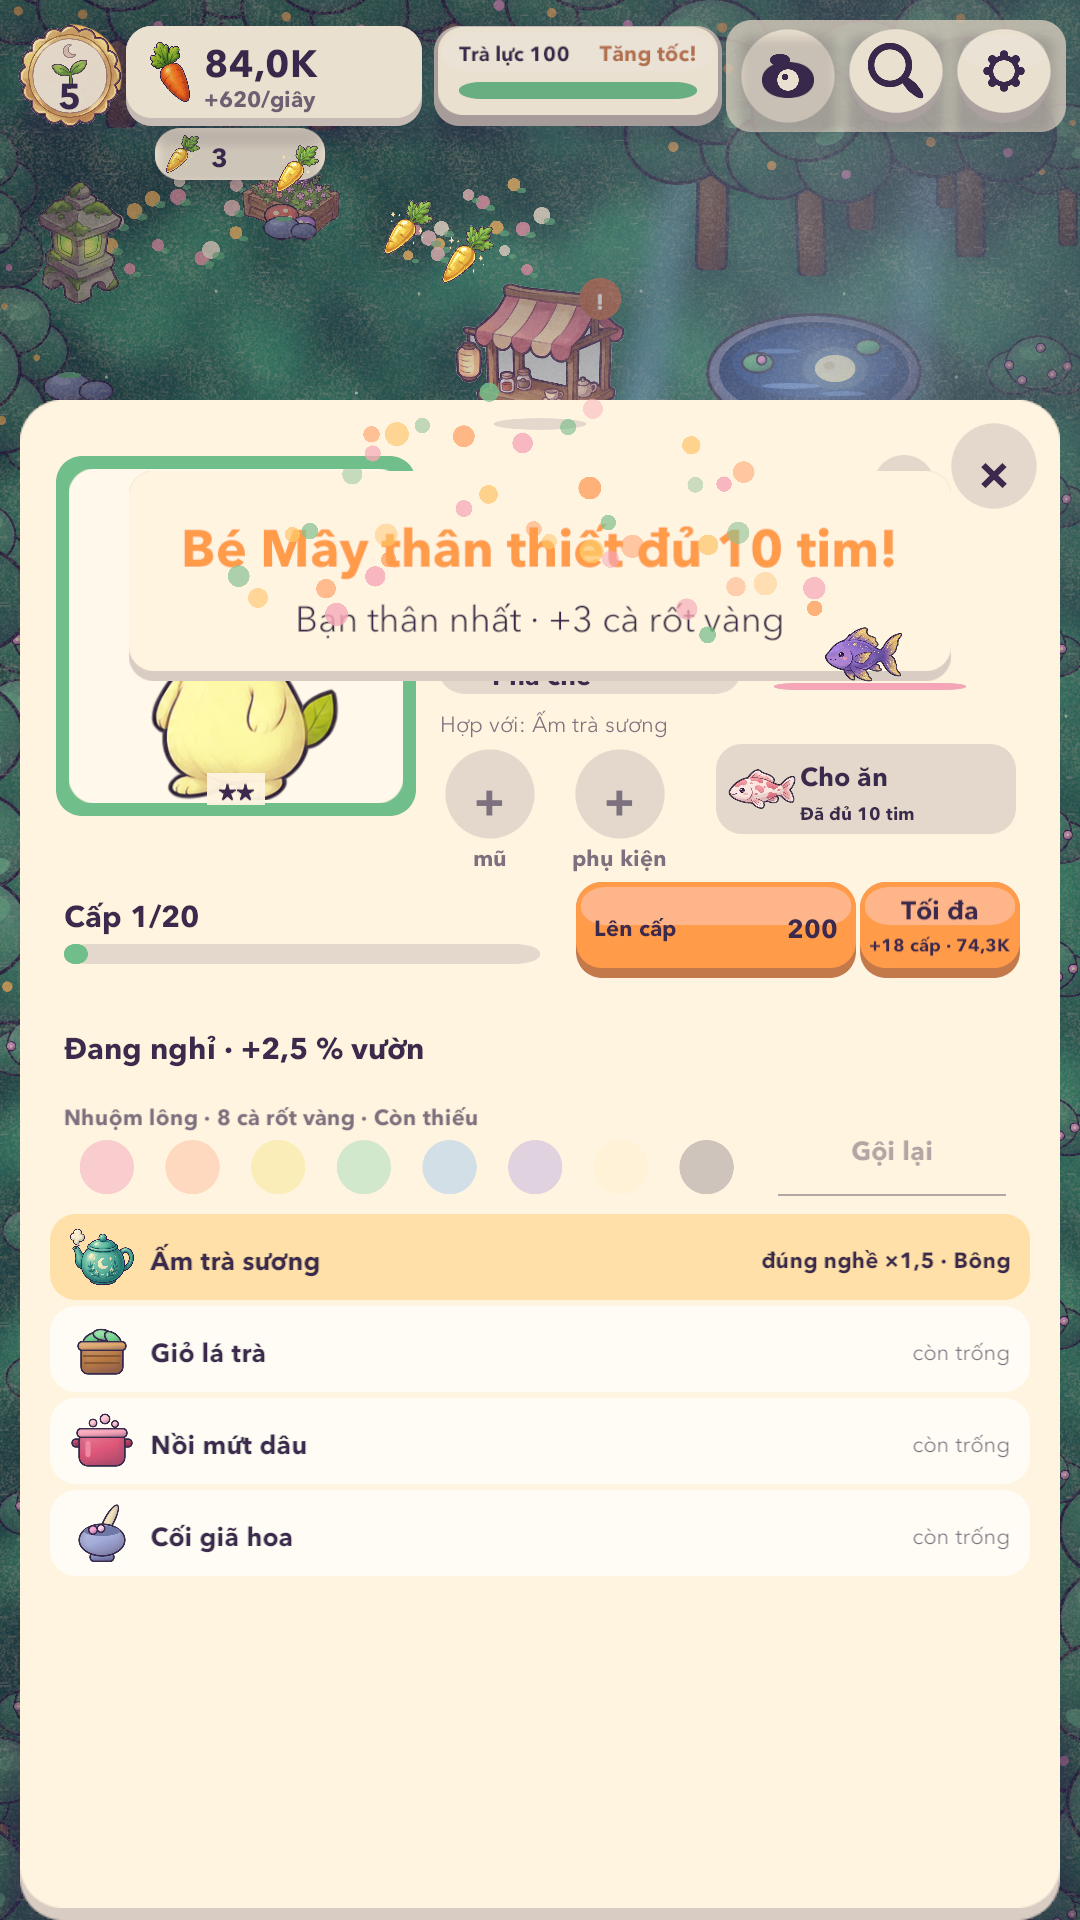 5
84,0K
+620/giây
Trà lực 100 Tăng tốc!
3
!
Bé Mây thân thiết đủ 10 tim!
Bạn thân nhất · +3 cà rốt vàng
Hợp với: Ấm trà sương
★★
+
+
mũ
phụ kiện
Cho ăn
Đã đủ 10 tim
Cấp 1/20
Lên cấp 200
Tối đa
+18 cấp · 74,3K
Đang nghỉ · +2,5 % vườn
Nhuộm lông · 8 cà rốt vàng · Còn thiếu
Gọi lại
Ấm trà sương đúng nghề ×1,5 · Bông
Giỏ lá trà còn trống
Nồi mứt dâu còn trống
Cối giã hoa còn trống